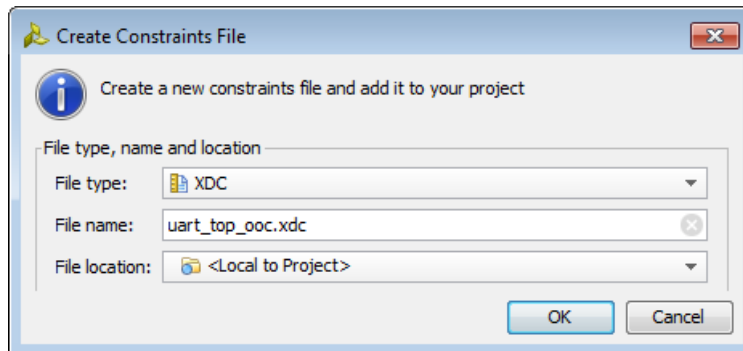 Create Constraints File
Create a new constraints file and add it to your project
File type, name and location
File type: XDC
File name: uart_top_ooc.xdc
File location: <Local to Project>
OK Cancel